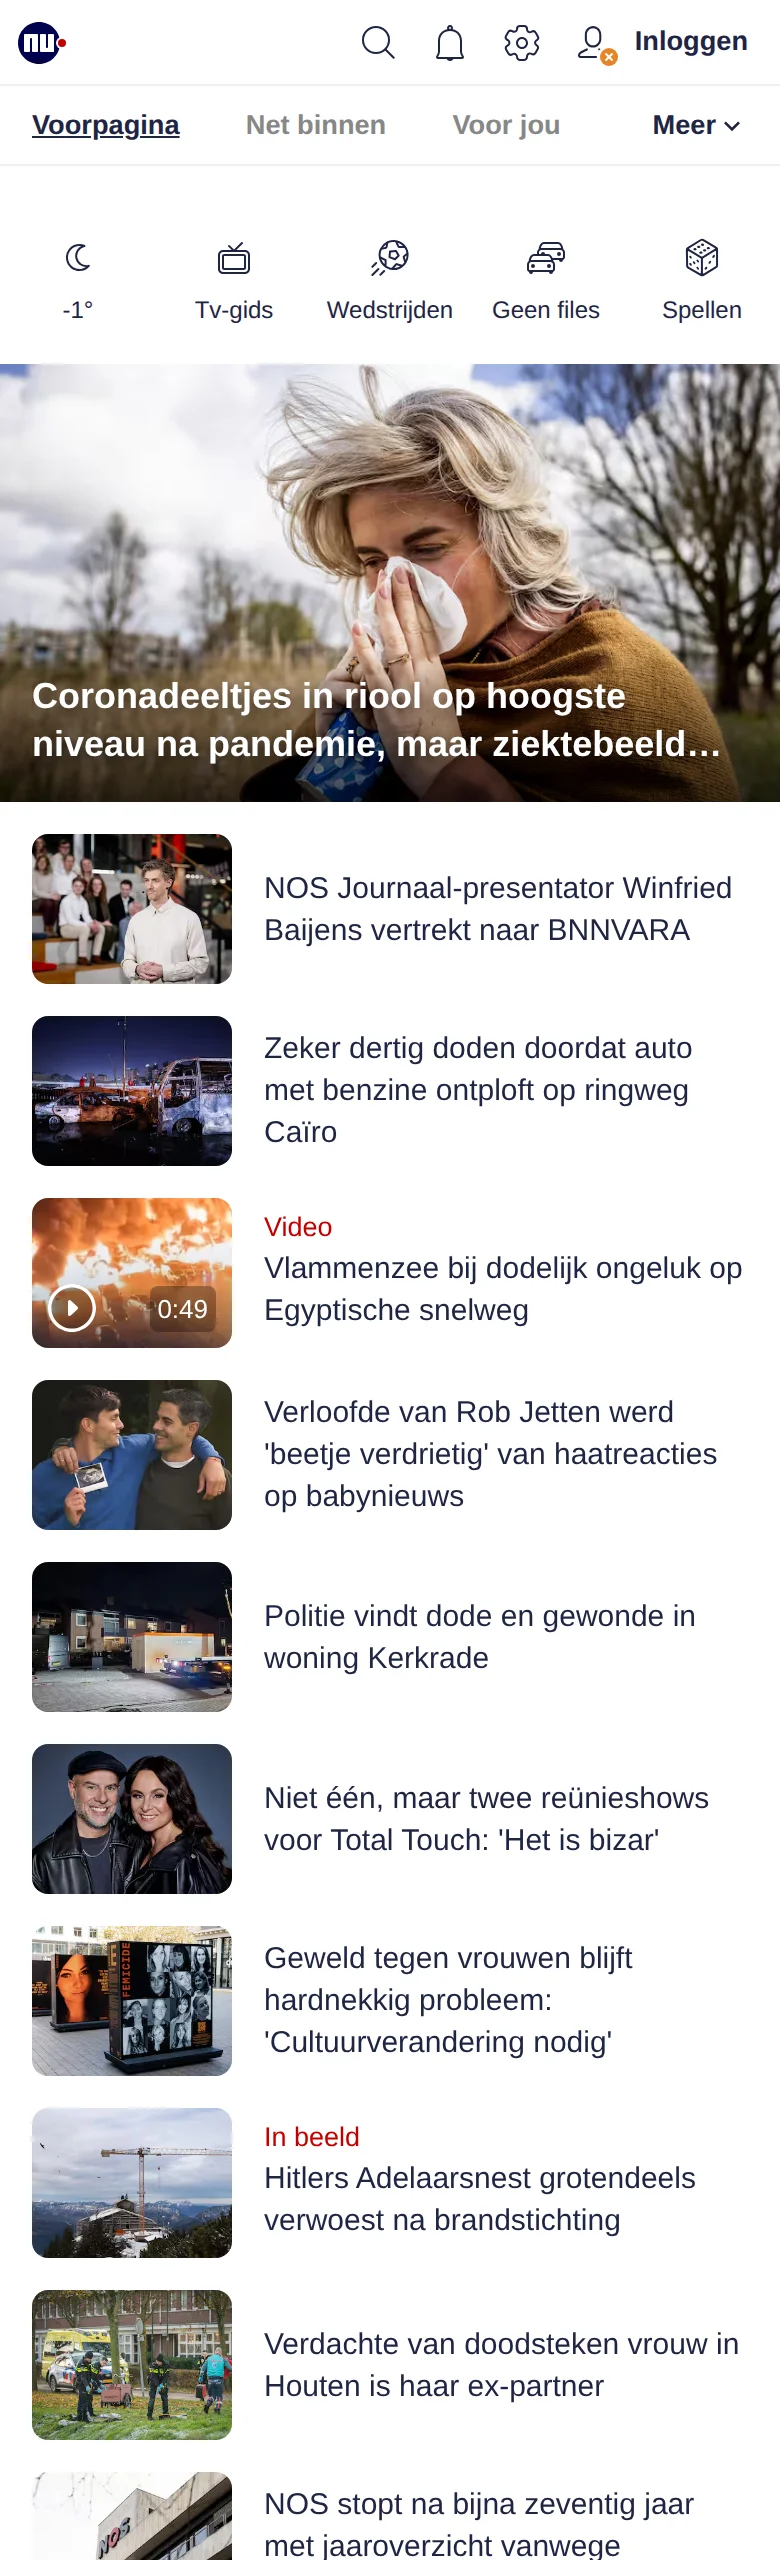 nu
Inloggen
Voorpagina
Net binnen
Voor jou
Meer
-1°
Tv-gids
Wedstrijden
Geen files
Spellen
Coronadeeltjes in riool op hoogste
niveau na pandemie, maar ziektebeeld...
NOS Journaal-presentator Winfried
Baijens vertrekt naar BNNVARA
Zeker dertig doden doordat auto
met benzine ontploft op ringweg
Caïro
0:49
Video
Vlammenzee bij dodelijk ongeluk op
Egyptische snelweg
Verloofde van Rob Jetten werd
'beetje verdrietig' van haatreacties
op babynieuws
Politie vindt dode en gewonde in
woning Kerkrade
Niet één, maar twee reünieshows
voor Total Touch: 'Het is bizar'
FEMICIDE
Geweld tegen vrouwen blijft
hardnekkig probleem:
'Cultuurverandering nodig'
In beeld
Hitlers Adelaarsnest grotendeels
verwoest na brandstichting
Verdachte van doodsteken vrouw in
Houten is haar ex-partner
NOS
NOS stopt na bijna zeventig jaar
met jaaroverzicht vanwege